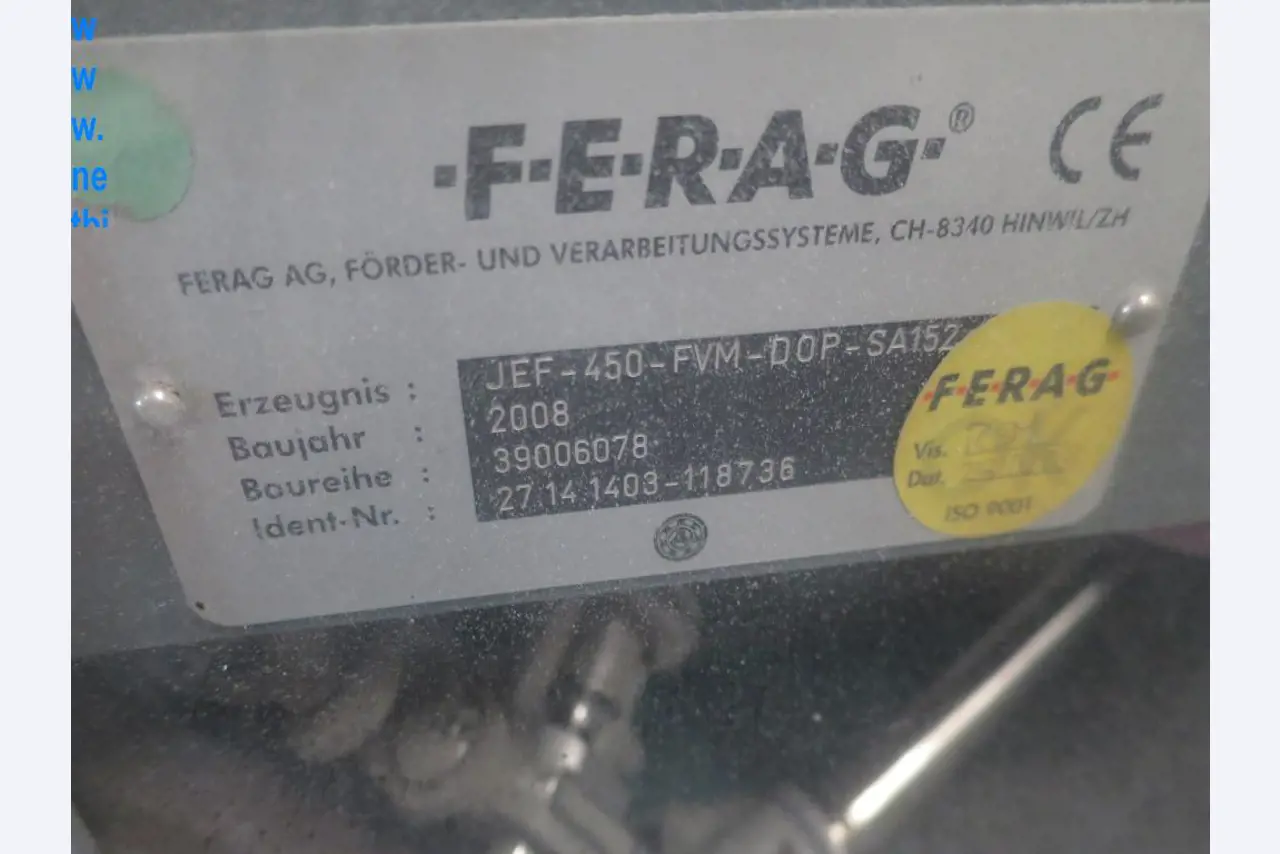 w
w
w.
ne
thi
·F·E·R·A·G·® CE
FERAG AG, FÖRDER- UND VERARBEITUNGSSYSTEME, CH-8340 HINWIL/ZH
Erzeugnis : JEF-450-FVM-DOP-SA152
Baujahr : 2008
Baureihe : 39006078
Ident-Nr. : 27 14 1403-118736
F·E·R·A·G·
Vis.
Dat.
ISO 9001